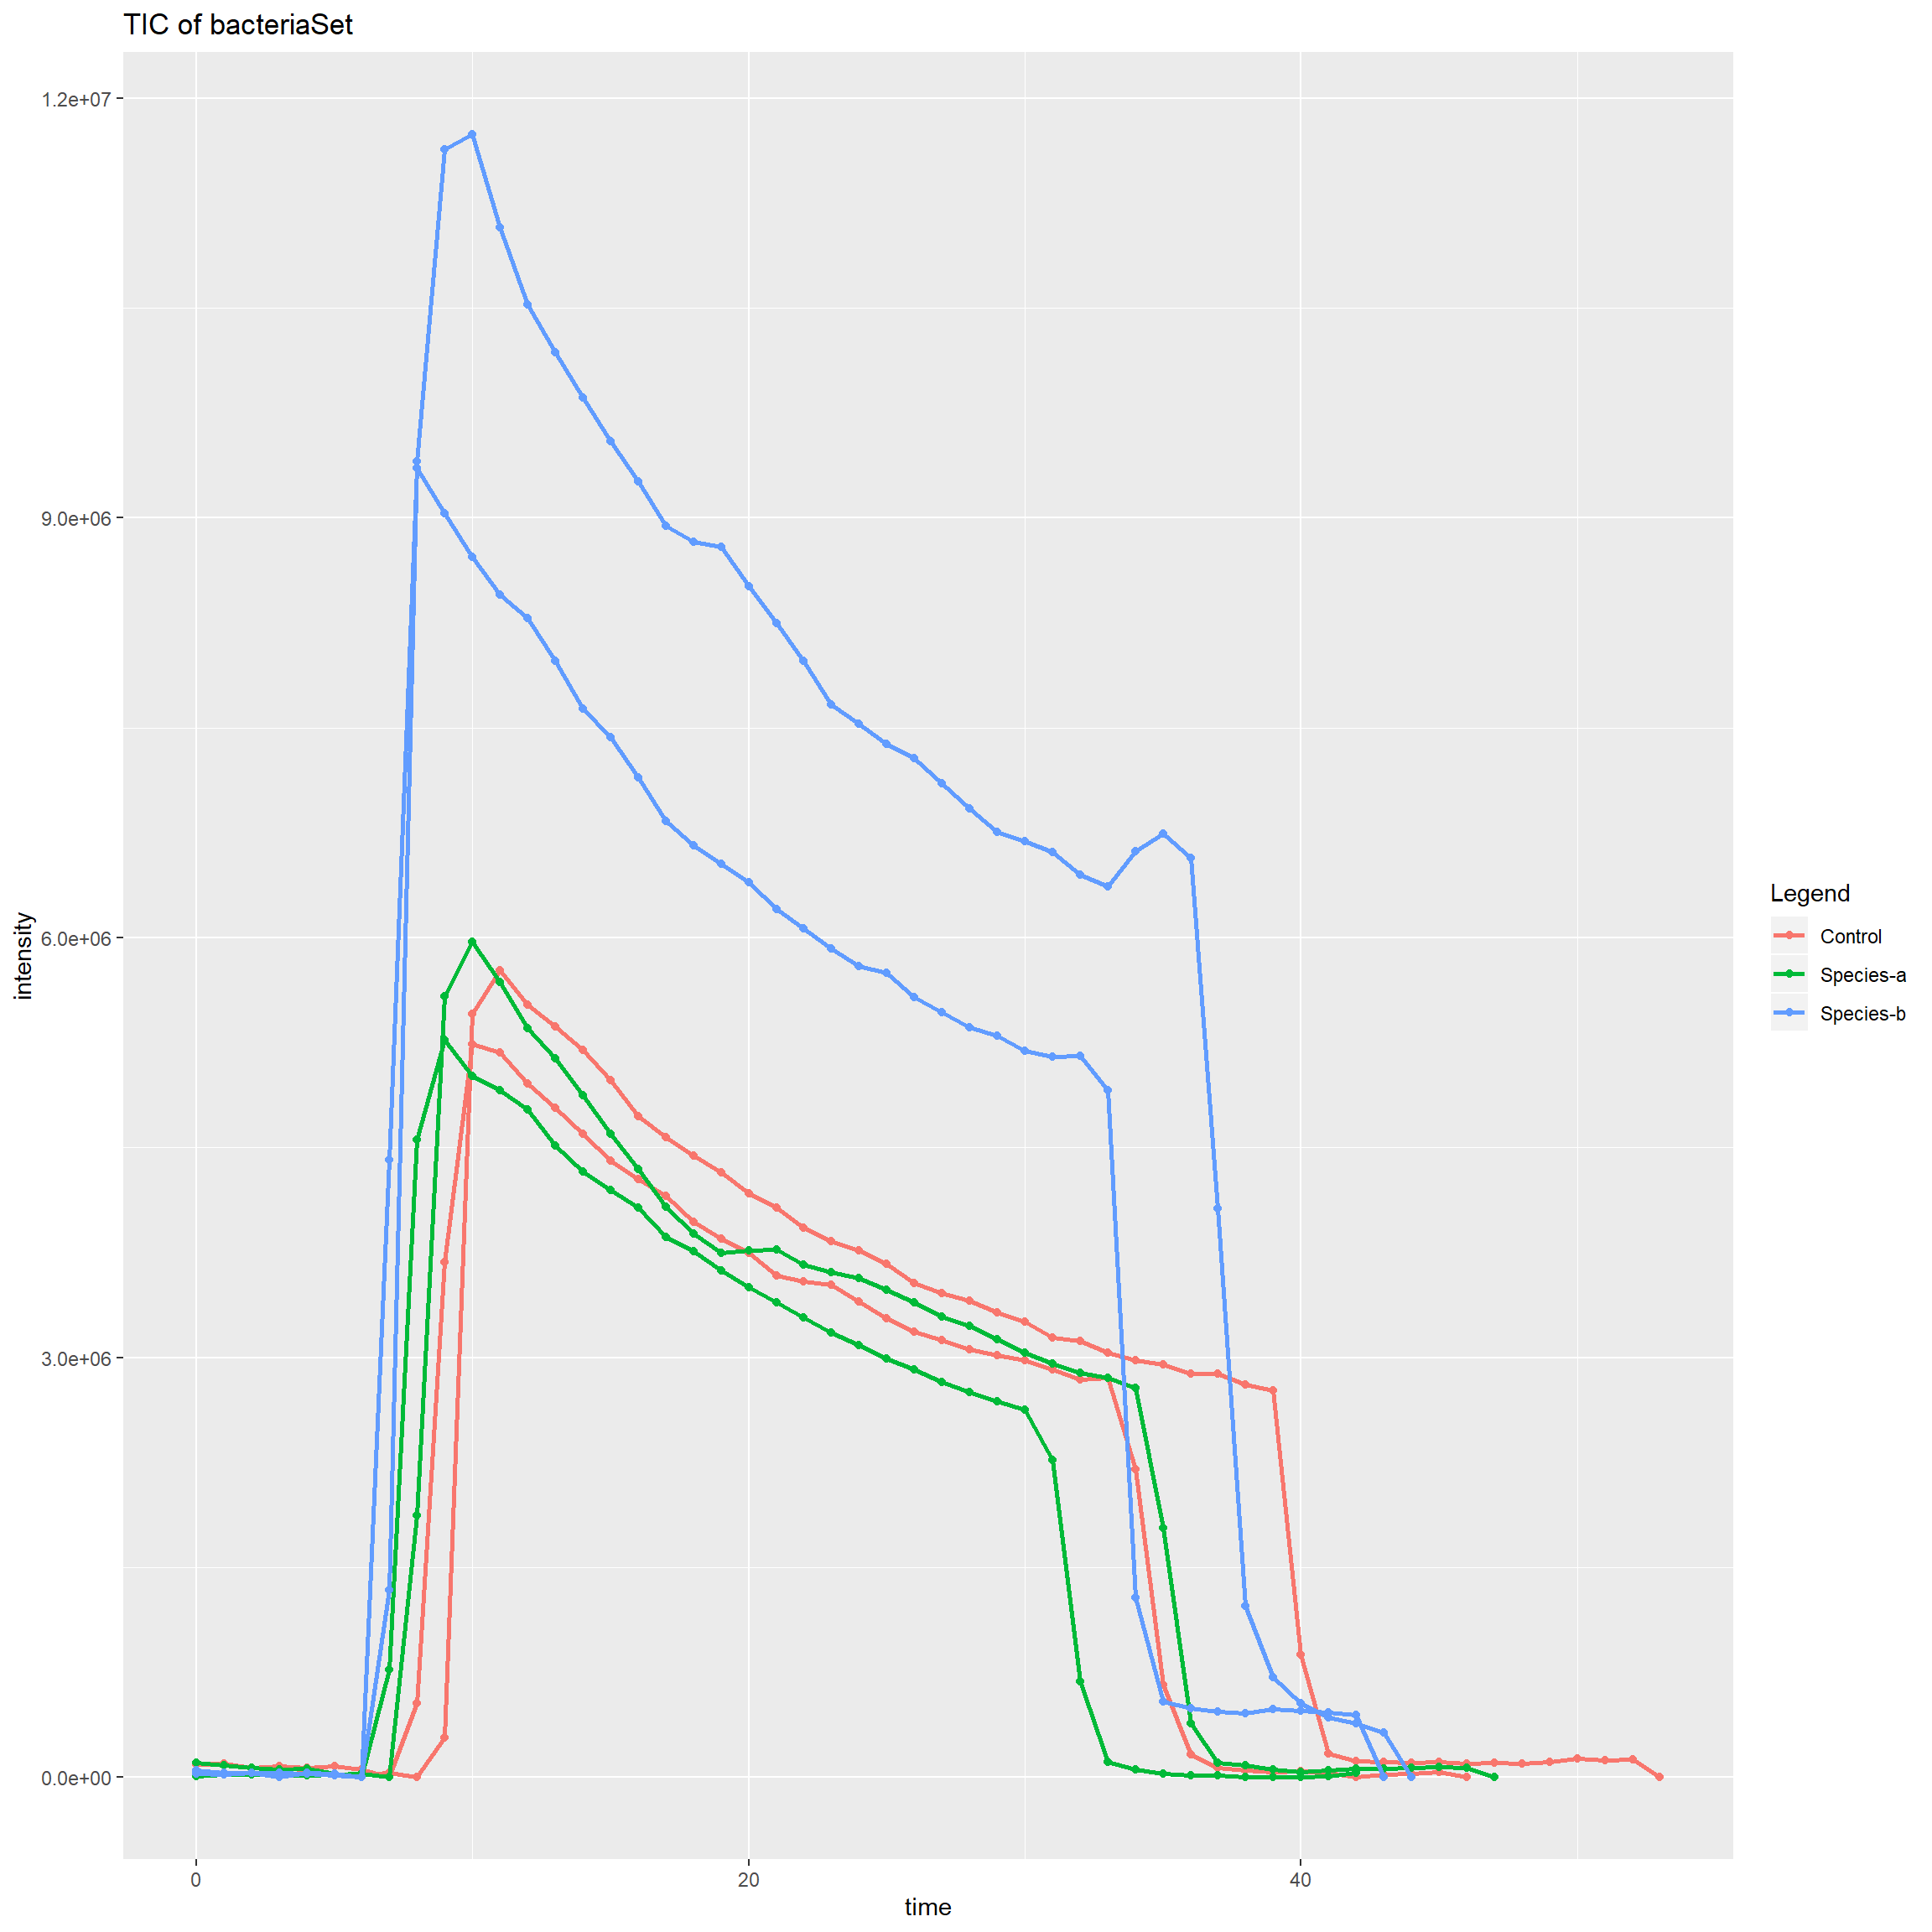 TIC of bacteriaSet
1.2e+07
9.0e+06
6.0e+06
3.0e+06
0.0e+00
intensity
0 20 40
time
Legend
Control
Species-a
Species-b